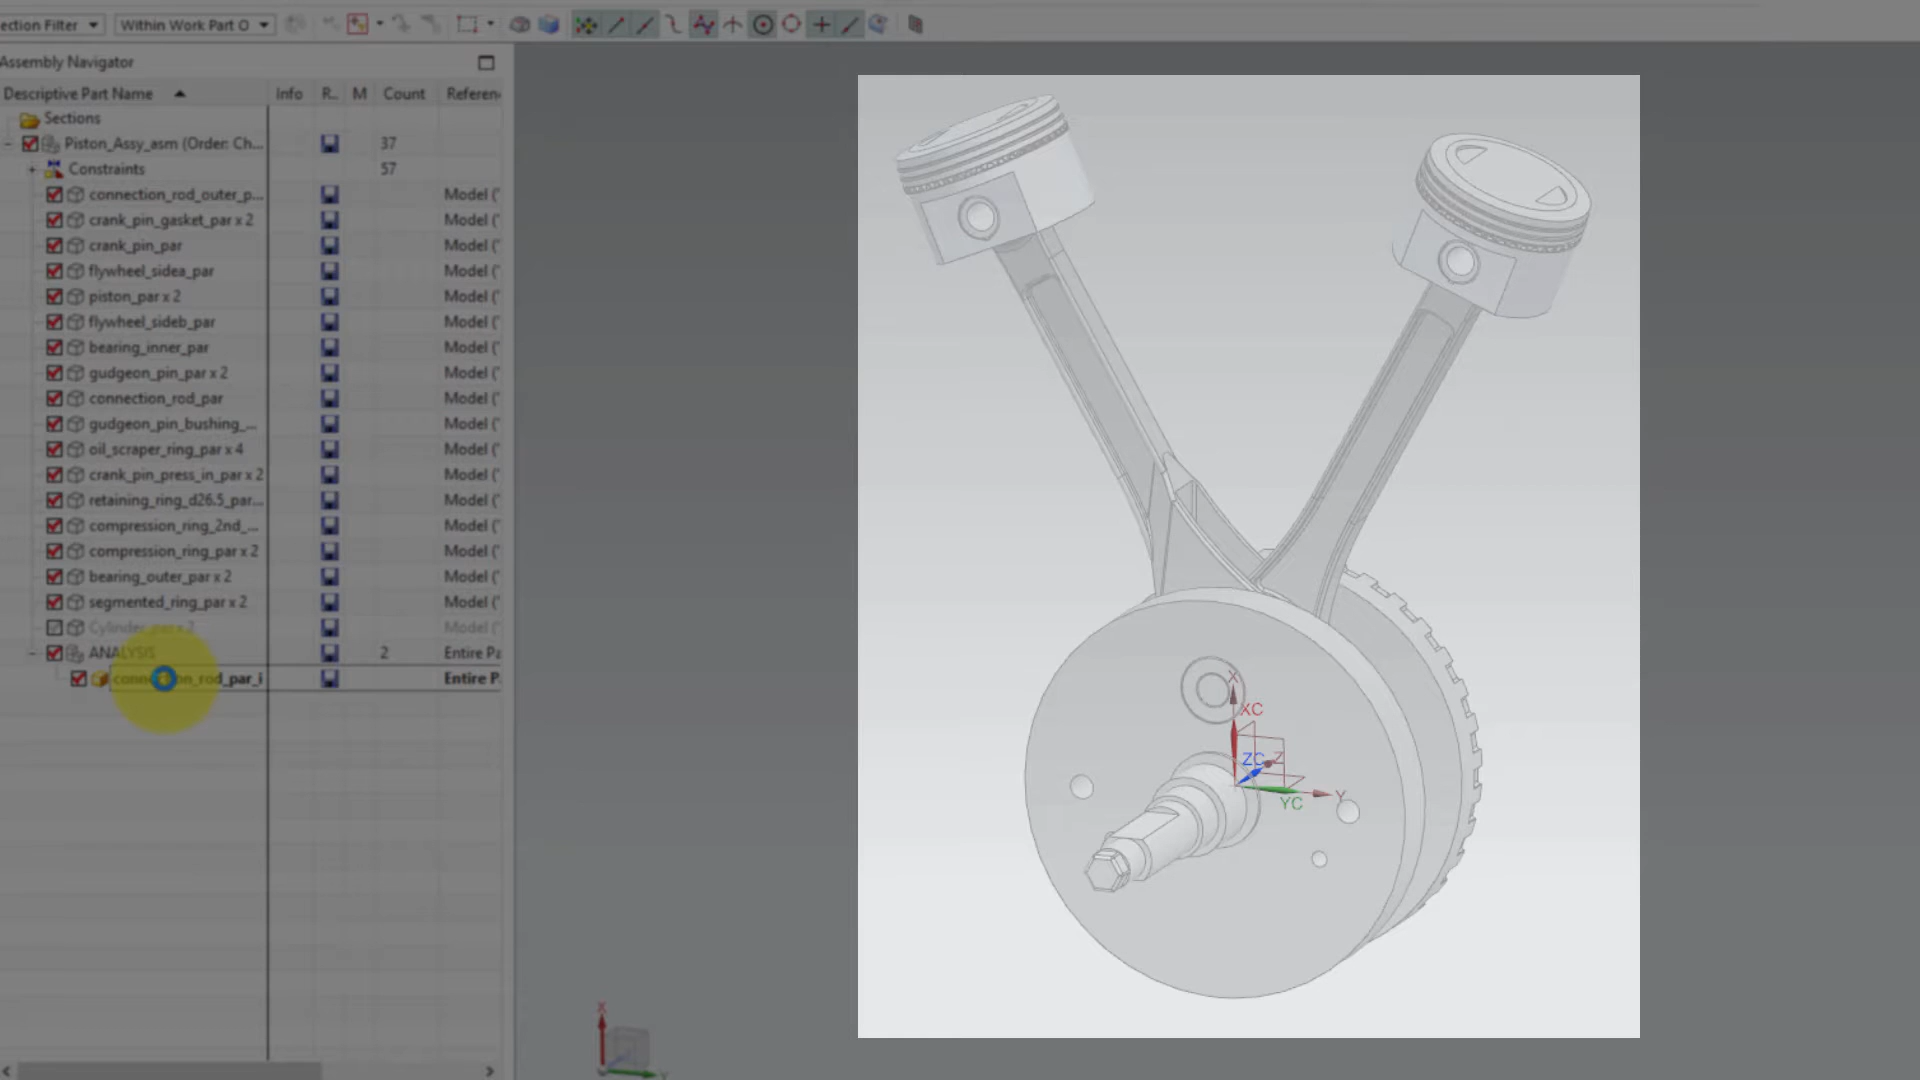 ection Filter
Within Work Part O
Assembly Navigator
Descriptive Part Name Info R.. M Count Referen
Sections
Piston_Assy_asm (Order: Ch... 37
Constraints 57
connection_rod_outer_p... Model ('
crank_pin_gasket_par x 2 Model ('
crank_pin_par Model ('
flywheel_sidea_par Model ('
piston_par x 2 Model ('
flywheel_sideb_par Model ('
bearing_inner_par Model ('
gudgeon_pin_par x 2 Model ('
connection_rod_par Model ('
gudgeon_pin_bushing_... Model ('
oil_scraper_ring_par x 4 Model ('
crank_pin_press_in_par x 2 Model ('
retaining_ring_d26.5_par... Model ('
compression_ring_2nd_... Model ('
compression_ring_par x 2 Model ('
bearing_outer_par x 2 Model ('
segmented_ring_par x 2 Model ('
Cylinder_par x 2 Model ('
ANALYSIS 2 Entire Pa
connection_rod_par_i Entire P
X
XC
ZC Z
YC Y
X
Y